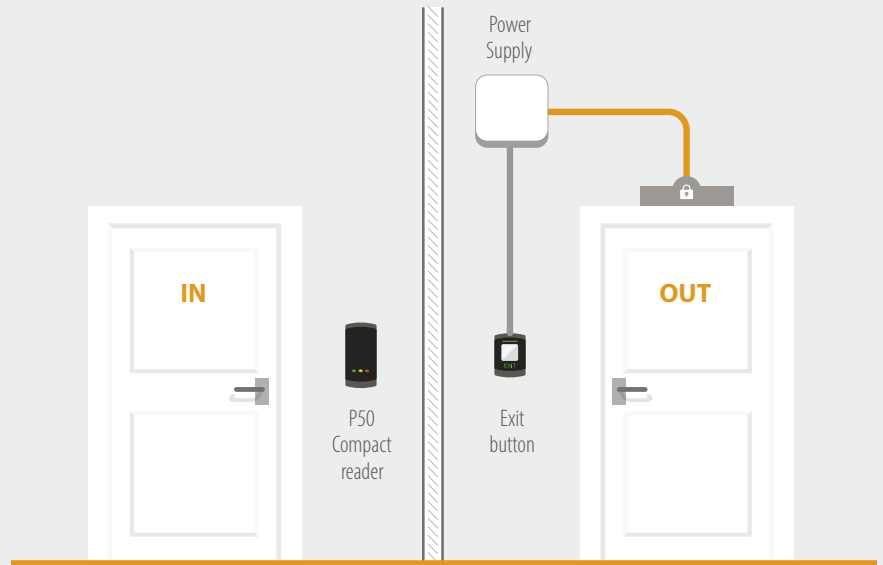 Power
Supply
IN
OUT
EXIT
P50
Compact
reader
Exit
button